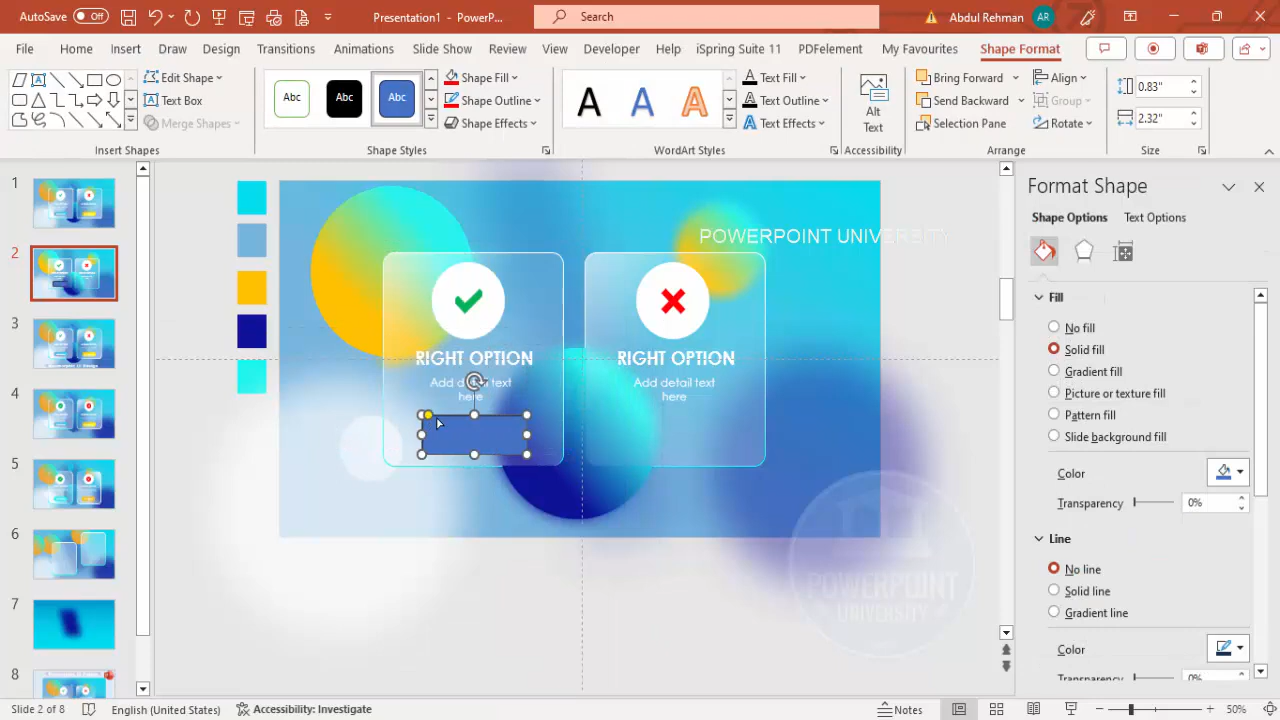 AutoSave Off Presentation1 - PowerP... Search Abdul Rehman AR
File Home Insert Draw Design Transitions Animations Slide Show Review View Developer Help iSpring Suite 11 PDFelement My Favourites Shape Format
Edit Shape
Text Box
Merge Shapes
Insert Shapes
Abc Abc Abc
Shape Fill
Shape Outline
Shape Effects
Shape Styles
A A A
Text Fill
Text Outline
Text Effects
WordArt Styles
Alt
Text
Accessibility
Bring Forward
Send Backward
Selection Pane
Align
Group
Rotate
Arrange
0.83"
2.32"
Size
1
2
3
4
5
6
7
8
POWERPOINT UNIVERSITY
RIGHT OPTION
Add detail text
here
RIGHT OPTION
Add detail text
here
POWERPOINT
UNIVERSITY
Format Shape
Shape Options Text Options
Fill
No fill
Solid fill
Gradient fill
Picture or texture fill
Pattern fill
Slide background fill
Color
Transparency 0%
Line
No line
Solid line
Gradient line
Color
Transparency 0%
Slide 2 of 8 English (United States) Accessibility: Investigate Notes 50%